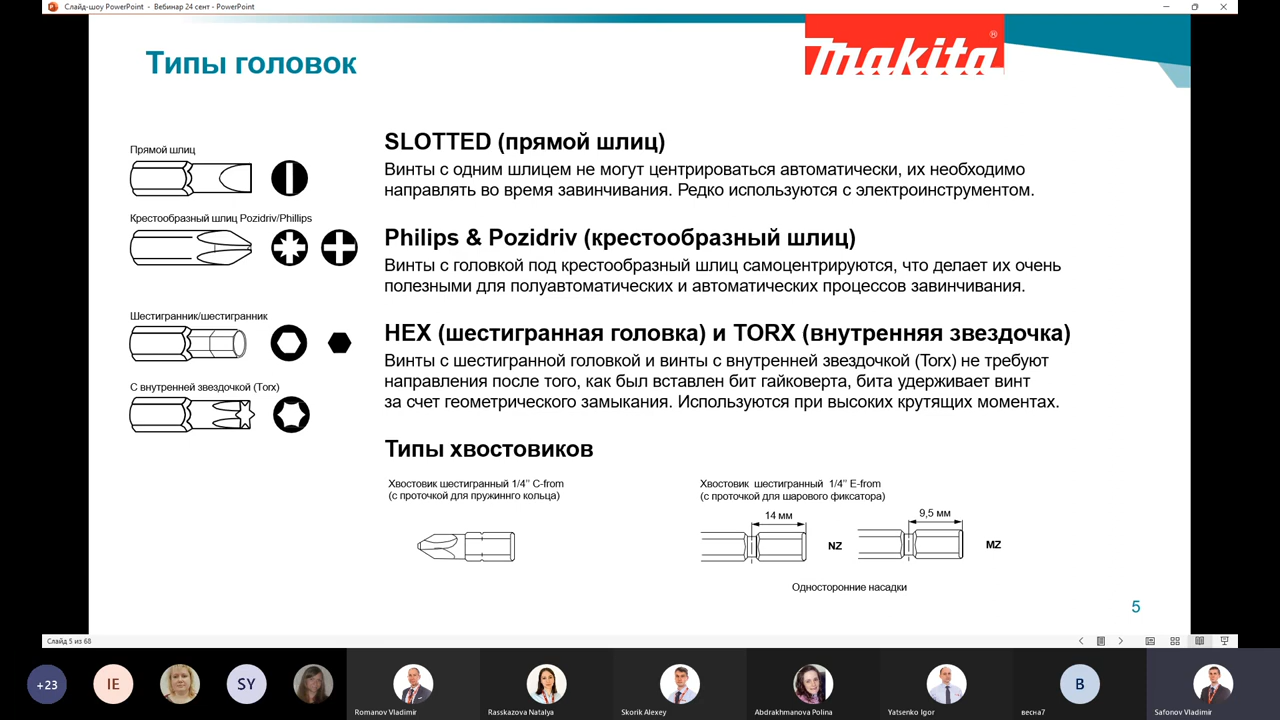 Слайд-шоу PowerPoint - Вебинар 24 сент - PowerPoint
Типы головок
makita®
Прямой шлиц
Крестообразный шлиц Pozidriv/Phillips
Шестигранник/шестигранник
С внутренней звездочкой (Torx)
SLOTTED (прямой шлиц)
Винты с одним шлицем не могут центрироваться автоматически, их необходимо
направлять во время завинчивания. Редко используются с электроинструментом.
Philips & Pozidriv (крестообразный шлиц)
Винты с головкой под крестообразный шлиц самоцентрируются, что делает их очень
полезными для полуавтоматических и автоматических процессов завинчивания.
HEX (шестигранная головка) и TORX (внутренняя звездочка)
Винты с шестигранной головкой и винты с внутренней звездочкой (Torx) не требуют
направления после того, как был вставлен бит гайковерта, бита удерживает винт
за счет геометрического замыкания. Используются при высоких крутящих моментах.
Типы хвостовиков
Хвостовик шестигранный 1/4’’ C-from
(с проточкой для пружиннго кольца)
Хвостовик шестигранный 1/4’’ E-from
(с проточкой для шарового фиксатора)
14 мм
NZ
9,5 мм
MZ
Односторонние насадки
5
Слайд 5 из 68
+23
IE
SY
Romanov Vladimir
Rasskazova Natalya
Skorik Alexey
Abdrakhmanova Polina
Yatsenko Igor
В
весна7
Safonov Vladimir